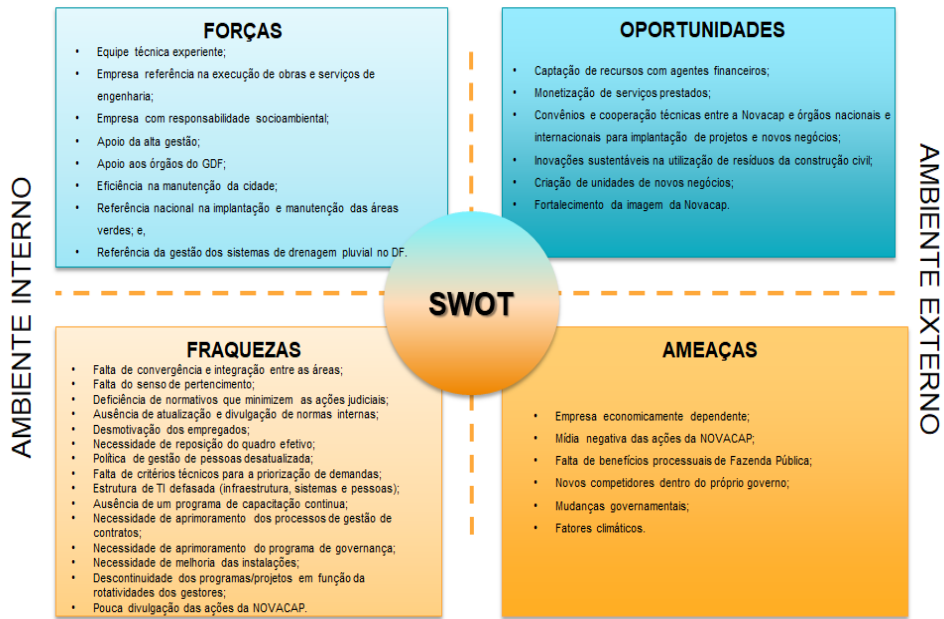 AMBIENTE INTERNO
FORÇAS
• Equipe técnica experiente;
• Empresa referência na execução de obras e serviços de
engenharia;
• Empresa com responsabilidade socioambiental;
• Apoio da alta gestão;
• Apoio aos órgãos do GDF;
• Eficiência na manutenção da cidade;
• Referência nacional na implantação e manutenção das áreas
verdes; e,
• Referência da gestão dos sistemas de drenagem pluvial no DF.
OPORTUNIDADES
• Captação de recursos com agentes financeiros;
• Monetização de serviços prestados;
• Convênios e cooperação técnicas entre a Novacap e órgãos nacionais e
internacionais para implantação de projetos e novos negócios;
• Inovações sustentáveis na utilização de resíduos da construção civil;
• Criação de unidades de novos negócios;
• Fortalecimento da imagem da Novacap.
AMBIENTE EXTERNO
SWOT
FRAQUEZAS
• Falta de convergência e integração entre as áreas;
• Falta do senso de pertencimento;
• Deficiência de normativos que minimizem as ações judiciais;
• Ausência de atualização e divulgação de normas internas;
• Desmotivação dos empregados;
• Necessidade de reposição do quadro efetivo;
• Política de gestão de pessoas desatualizada;
• Falta de critérios técnicos para a priorização de demandas;
• Estrutura de TI defasada (infraestrutura, sistemas e pessoas);
• Ausência de um programa de capacitação continua;
• Necessidade de aprimoramento dos processos de gestão de
contratos;
• Necessidade de aprimoramento do programa de governança;
• Necessidade de melhoria das instalações;
• Descontinuidade dos programas/projetos em função da
rotatividades dos gestores;
• Pouca divulgação das ações da NOVACAP.
AMEAÇAS
• Empresa economicamente dependente;
• Mídia negativa das ações da NOVACAP;
• Falta de benefícios processuais de Fazenda Pública;
• Novos competidores dentro do próprio governo;
• Mudanças governamentais;
• Fatores climáticos.